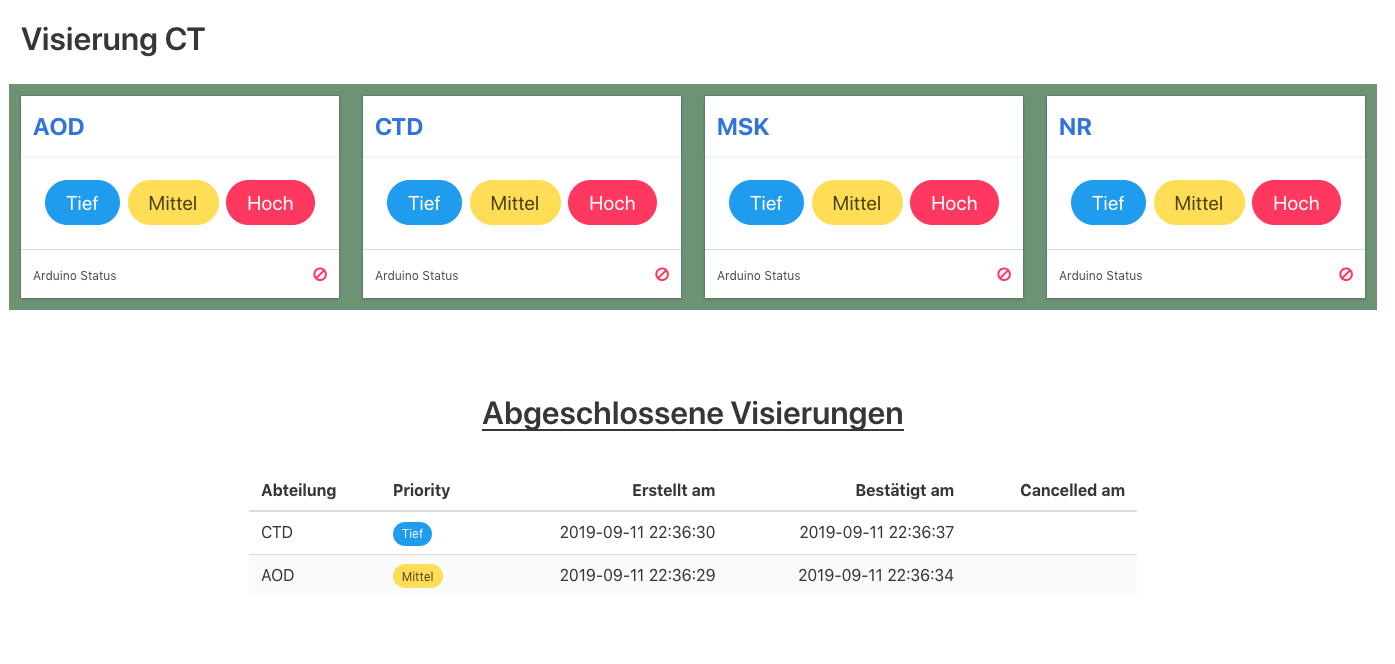 Visierung CT
AOD CTD MSK NR
Tief Mittel Hoch Tief Mittel Hoch Tief Mittel Hoch Tief Mittel Hoch
Arduino Status Arduino Status Arduino Status Arduino Status
Abgeschlossene Visierungen
Abteilung Priority Erstellt am Bestätigt am Cancelled am
CTD Tief 2019-09-11 22:36:30 2019-09-11 22:36:37
AOD Mittel 2019-09-11 22:36:29 2019-09-11 22:36:34